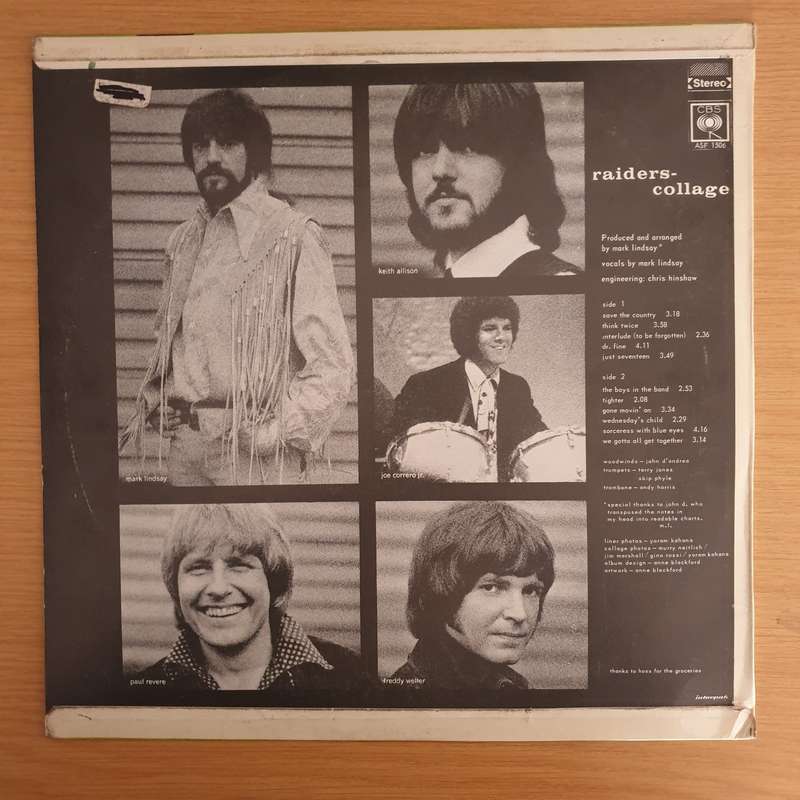 Stereo
CBS
ASF 1506
raiders-
collage
Produced and arranged
by mark lindsay*
vocals by mark lindsay
engineering: chris hinshaw
side 1
save the country 3.18
think twice 3.58
interlude (to be forgotten) 2.36
dr. fine 4.11
just seventeen 3.49
side 2
the boys in the band 2.53
tighter 2.08
gone movin' on 3.34
wednesday's child 2.29
sorceress with blue eyes 4.16
we gotta all get together 3.14
woodwinds – john d'andrea
trumpets – terry jones
skip phyle
trombone – andy harris
*special thanks to john d. who
transposed the notes in
my head into readable charts.
m.l.
liner photos – yoram kahana
collage photos – murry neitlich/
jim marshall/gino rossi/yoram kahana
album design – anne blackford
artwork – anne blackford
thanks to hoss for the groceries
interpak
mark lindsay
keith allison
joe correro jr.
paul revere
freddy weller